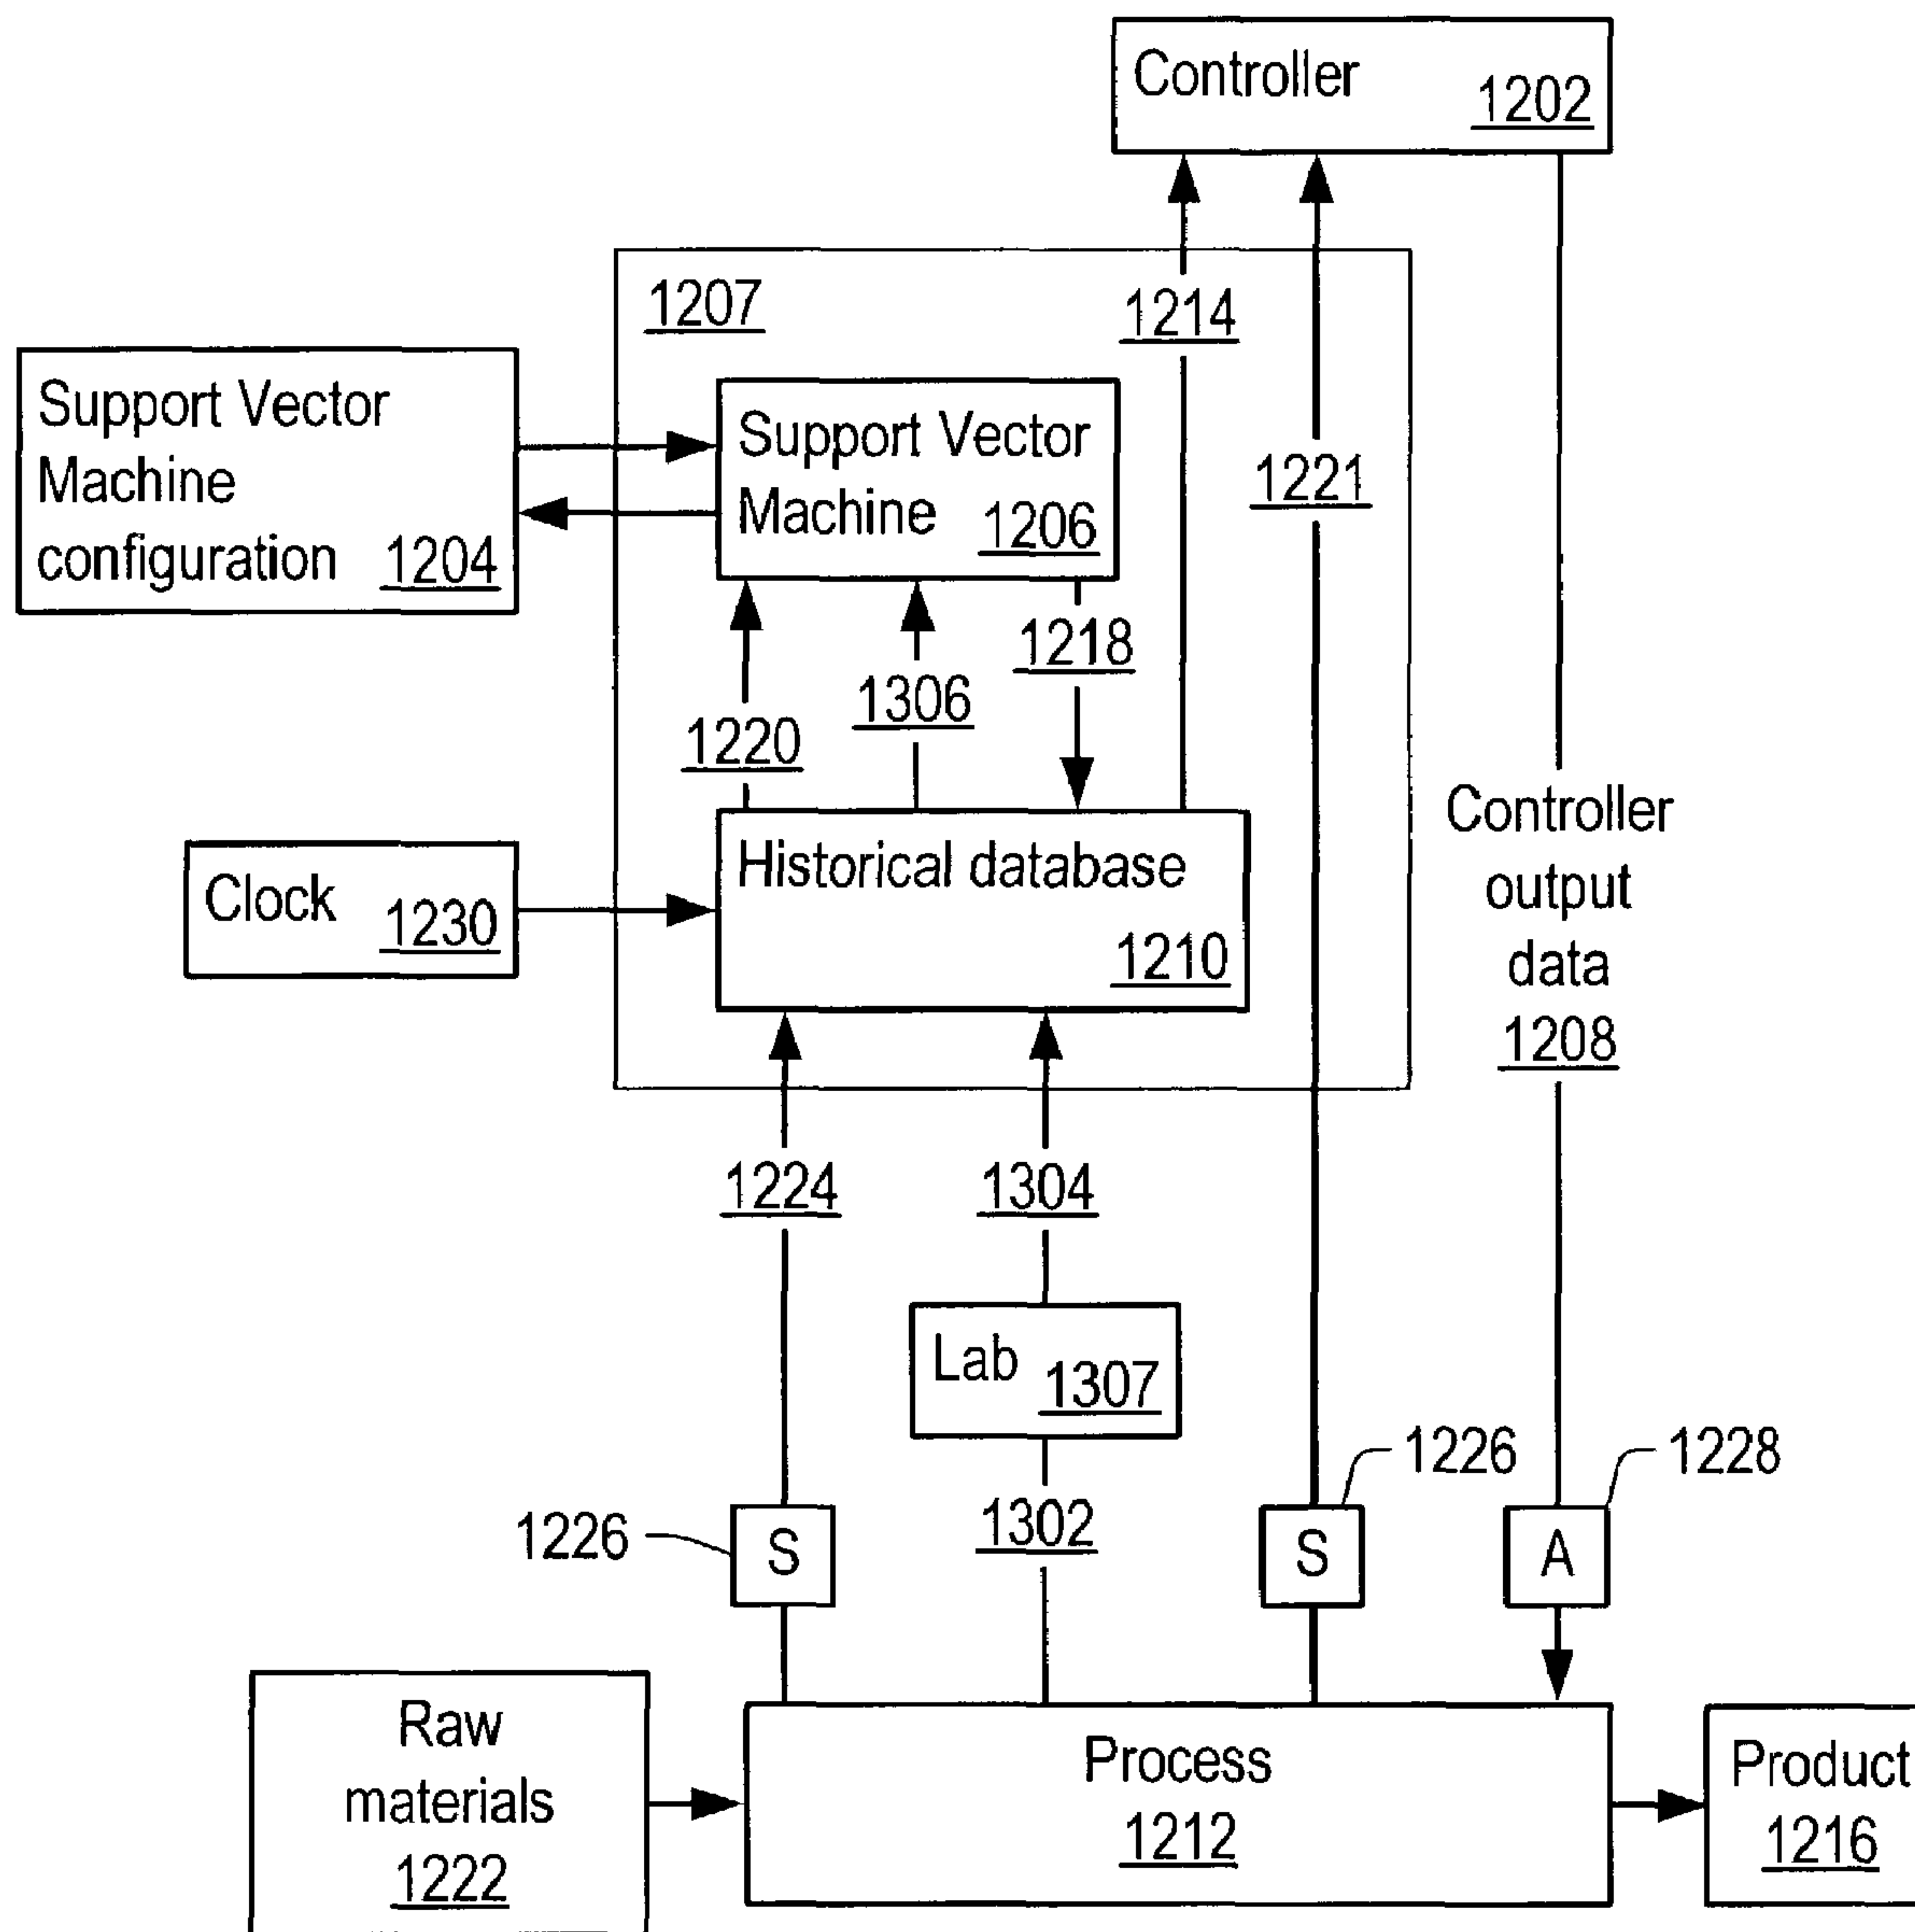 Controller
1202
1207
1214
Support Vector
Machine
configuration 1204
Support Vector
Machine 1206
1221
1218
1306
1220
Controller
output
data
1208
Historical database
1210
Clock 1230
1224
1304
Lab 1307
1226
1228
1302
1226
S
S
A
Raw
materials
1222
Process
1212
Product
1216